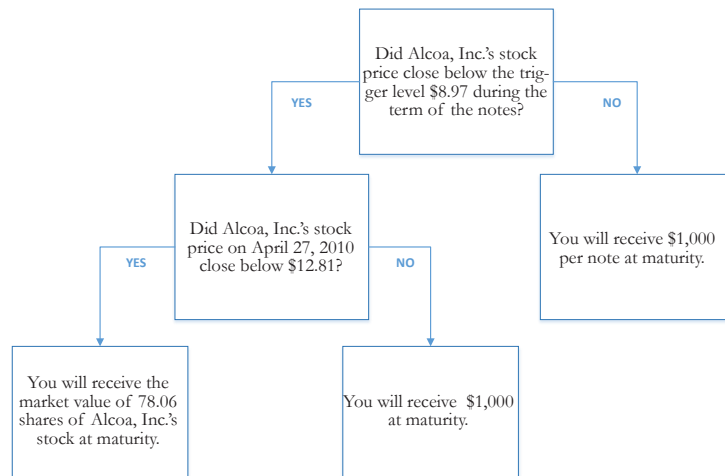 Did Alcoa, Inc.'s stock
price close below the trig-
ger level $8.97 during the
term of the notes?
YES
NO
Did Alcoa, Inc.'s stock
price on April 27, 2010
close below $12.81?
You will receive $1,000
per note at maturity.
YES
NO
You will receive the
market value of 78.06
shares of Alcoa, Inc.'s
stock at maturity.
You will receive $1,000
at maturity.